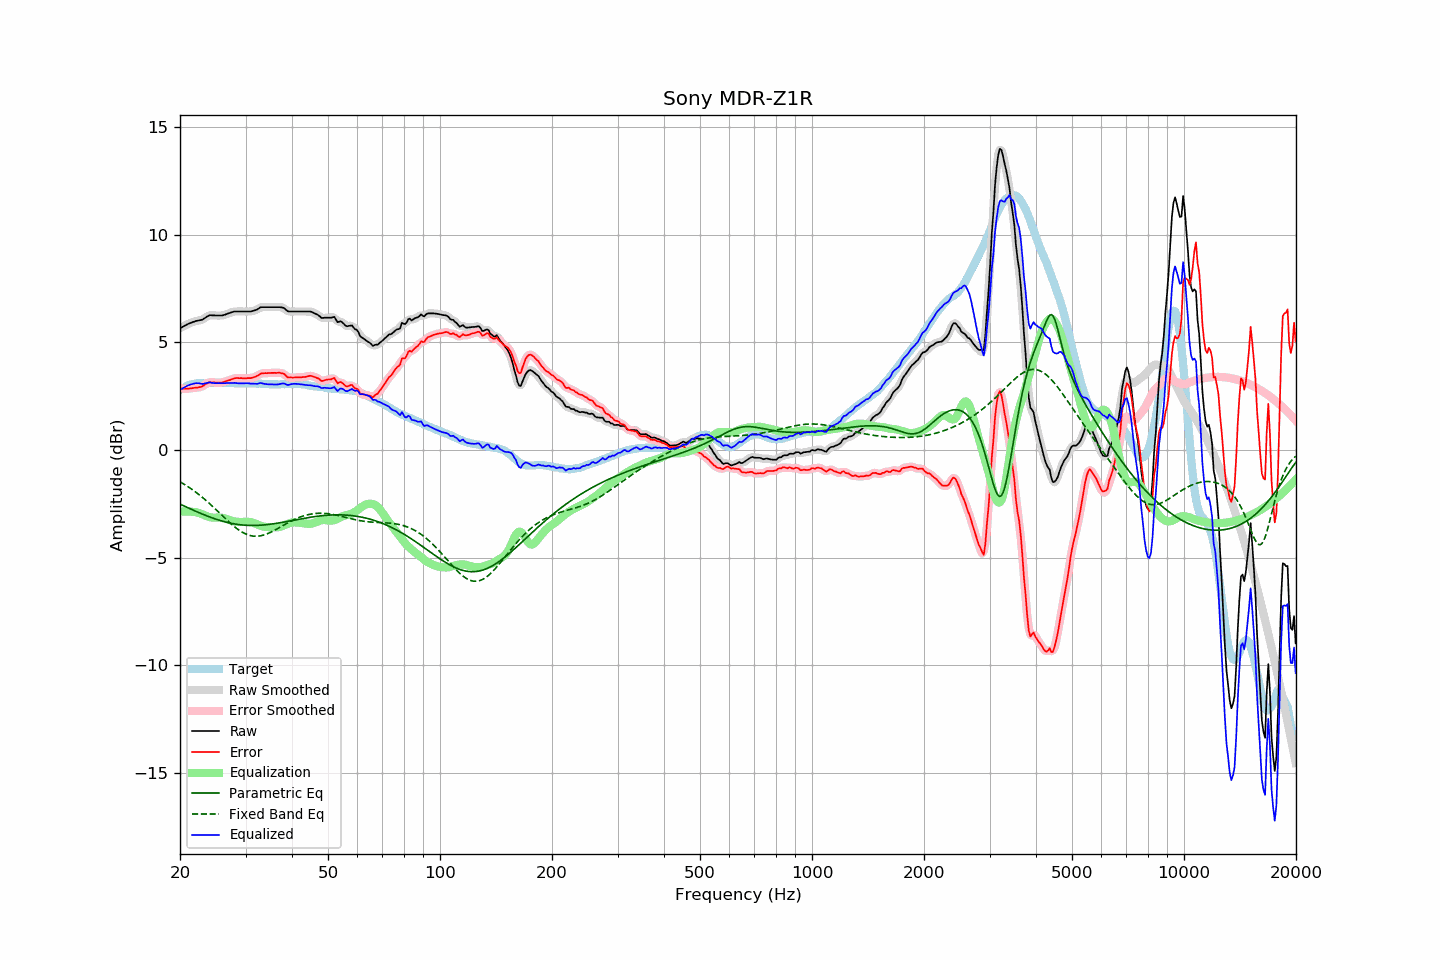 Sony MDR-Z1R
15
10
5
0
−5
−10
−15
Amplitude (dBr)
Target
Raw Smoothed
Error Smoothed
Raw
Error
Equalization
Parametric Eq
Fixed Band Eq
Equalized
20 50 100 200 500 1000 2000 5000 10000 20000
Frequency (Hz)